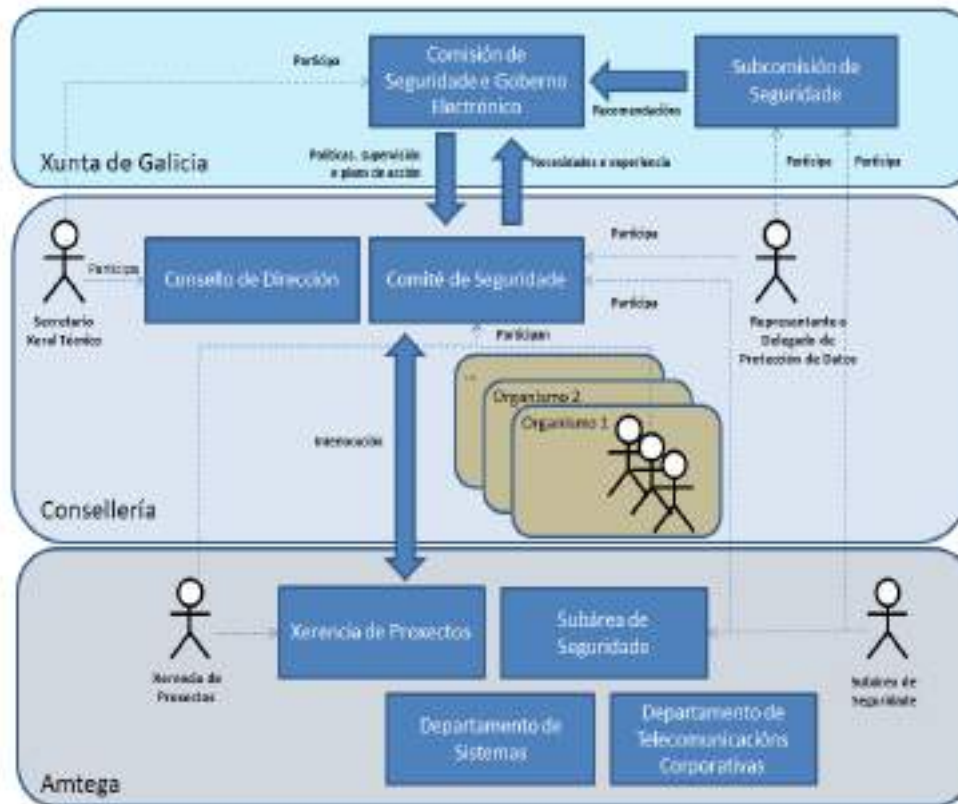 Participa
Comisión de
Seguridade e Goberno
Electrónico
Subcomisión de
Seguridade
Recomendacións
Xunta de Galicia
Políticas, supervisión
e plans de acción
Necesidades e experiencia
Participa
Participa
Participa
Consello de Dirección
Comité de Seguridade
Participa
Participa
Secretario
Xeral Técnico
Participan
Representante o
Delegado de
Protección de Datos
...
Organismo 2
Organismo 1
Interlocución
Consellería
Xerencia de Proxectos
Subárea de
Seguridade
Xerencia de
Proxectos
Subárea de
Seguridade
Departamento de
Sistemas
Departamento de
Telecomunicacións
Corporativas
Amtega